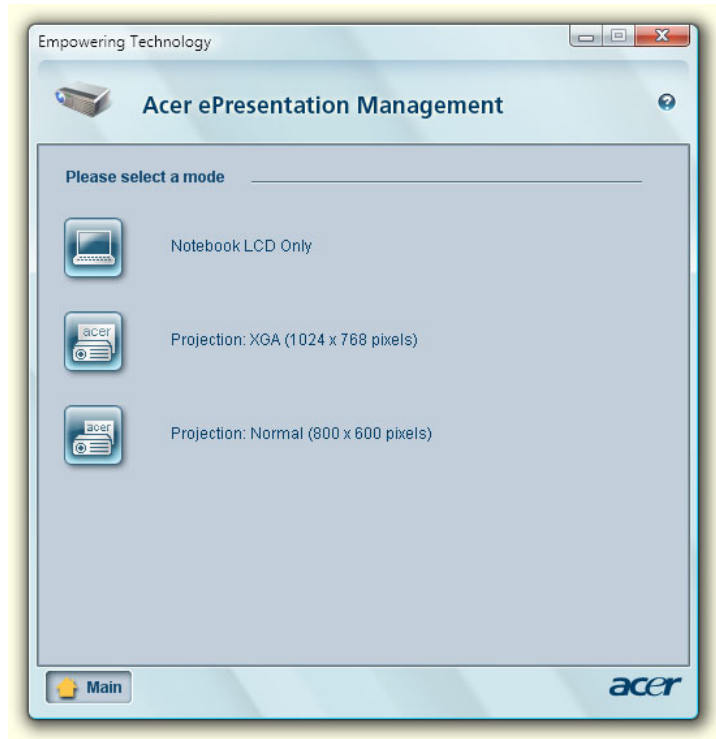 Empowering Technology
Acer ePresentation Management
Please select a mode
Notebook LCD Only
acer
Projection: XGA (1024 x 768 pixels)
acer
Projection: Normal (800 x 600 pixels)
Main
acer